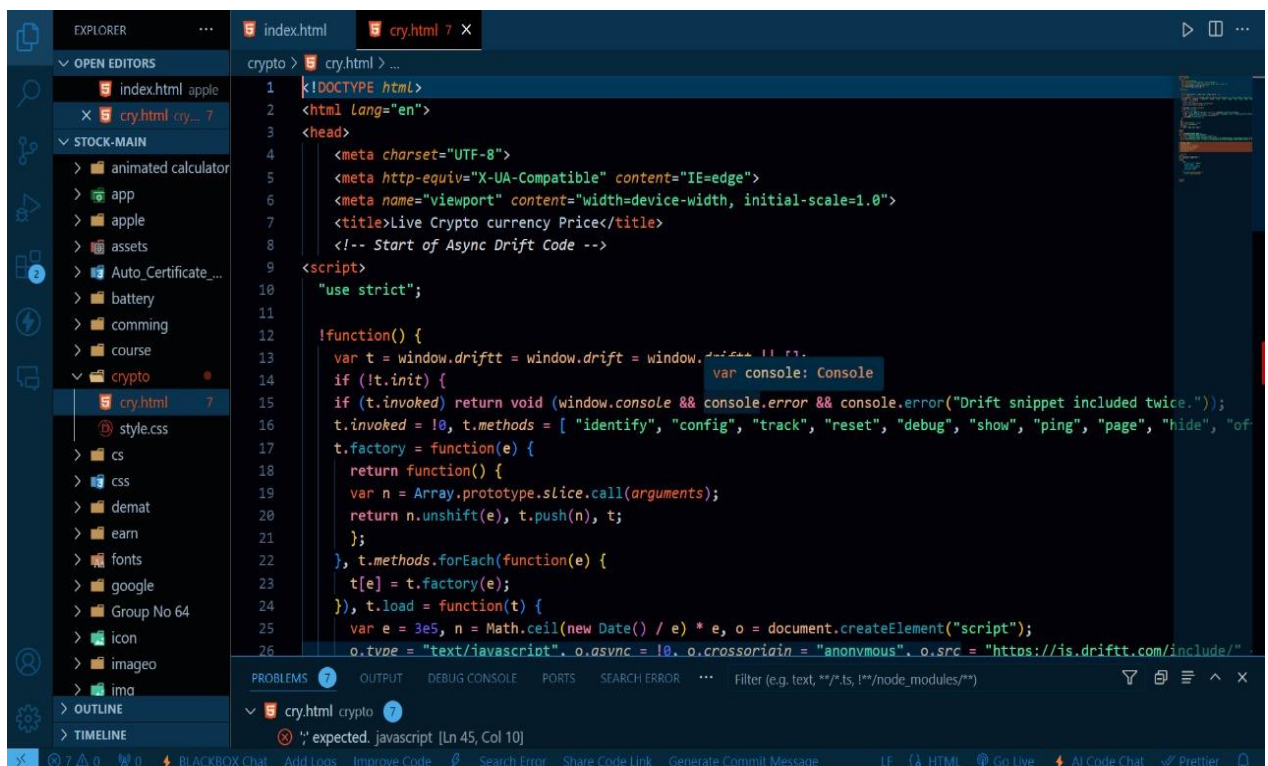 EXPLORER ...
OPEN EDITORS
index.html apple
cry.html cry... 7
STOCK-MAIN
animated calculator
app
apple
assets
Auto_Certificate_...
battery
comming
course
crypto
cry.html 7
style.css
cs
css
demat
earn
fonts
google
Group No 64
icon
imageo
img
OUTLINE
TIMELINE
2
index.html cry.html 7
crypto > cry.html > ...
1 <!DOCTYPE html>
2 <html lang="en">
3 <head>
4 <meta charset="UTF-8">
5 <meta http-equiv="X-UA-Compatible" content="IE=edge">
6 <meta name="viewport" content="width=device-width, initial-scale=1.0">
7 <title>Live Crypto currency Price</title>
8 <!-- Start of Async Drift Code -->
9 <script>
10 "use strict";
11
12 !function() {
13 var t = window.driftt = window.drift = window.driftt || [];
var console: Console
14 if (!t.init) {
15 if (t.invoked) return void (window.console && console.error && console.error("Drift snippet included twice."));
16 t.invoked = !0, t.methods = [ "identify", "config", "track", "reset", "debug", "show", "ping", "page", "hide", "of
17 t.factory = function(e) {
18 return function() {
19 var n = Array.prototype.slice.call(arguments);
20 return n.unshift(e), t.push(n), t;
21 };
22 }, t.methods.forEach(function(e) {
23 t[e] = t.factory(e);
24 }), t.load = function(t) {
25 var e = 3e5, n = Math.ceil(new Date() / e) * e, o = document.createElement("script");
26 o.type = "text/javascript", o.async = !0, o.crossorigin = "anonymous", o.src = "https://js.driftt.com/include/"
PROBLEMS 7 OUTPUT DEBUG CONSOLE PORTS SEARCH ERROR ... Filter (e.g. text, **/*.ts, !**/node_modules/**)
cry.html crypto 7
';' expected. javascript [Ln 45, Col 10]
7 0 0 BLACKBOX Chat Add Logs Improve Code Search Error Share Code Link Generate Commit Message LF HTML Go Live AI Code Chat Prettier